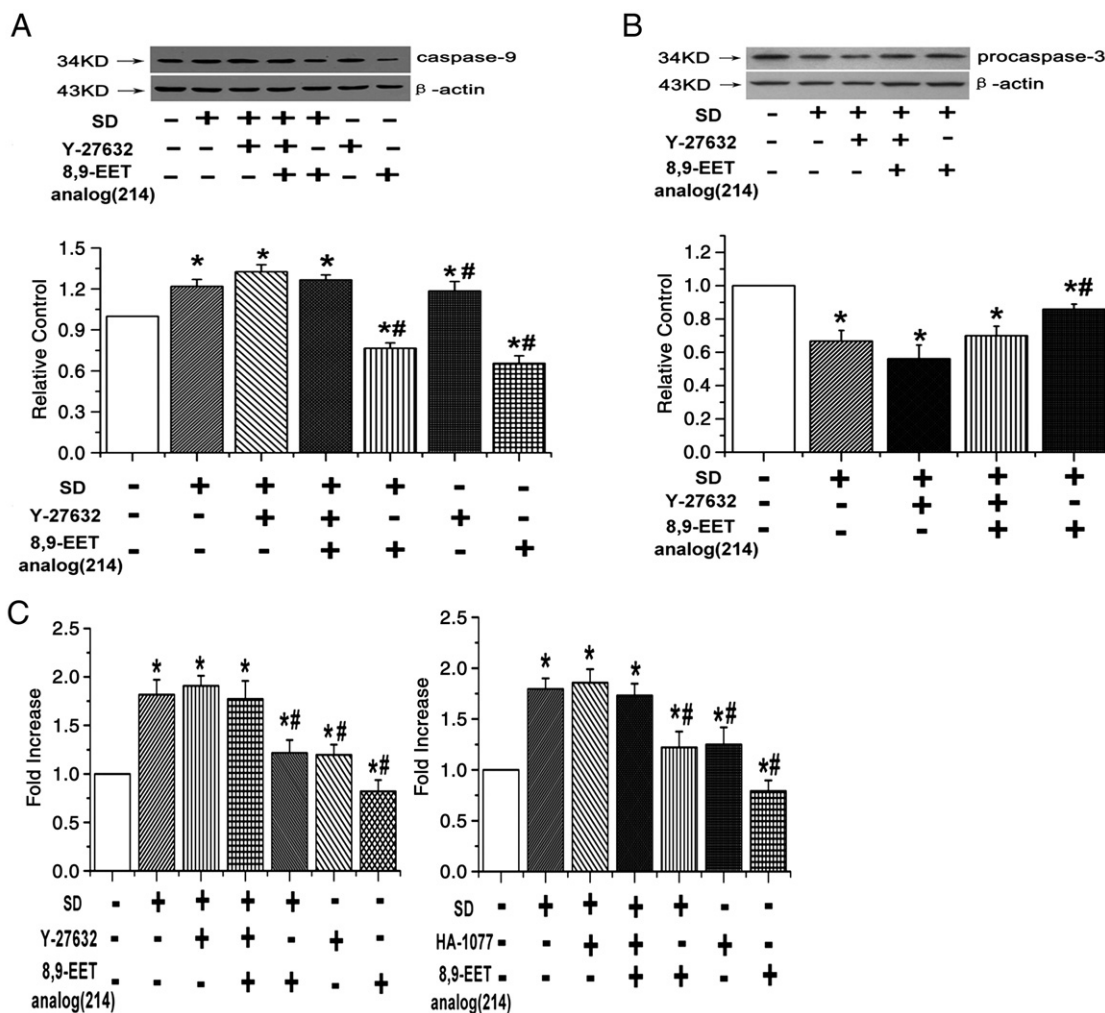 A
34KD → caspase-9
43KD → β-actin
SD - + + + + - -
Y-27632 - - + + - + -
8,9-EET - - - + + - +
analog(214)
Relative Control
1.5
1.2
0.9
0.6
0.3
0.0
* * * *# *# *#
SD - + + + + - -
Y-27632 - - + + - + -
8,9-EET - - - + + - +
analog(214)
B
34KD → procaspase-3
43KD → β-actin
SD - + + + +
Y-27632 - - + + -
8,9-EET - - - + +
analog(214)
Relative Control
1.2
1.0
0.8
0.6
0.4
0.2
0.0
* * * *#
SD - + + + +
Y-27632 - - + + -
8,9-EET - - - + +
analog(214)
C
Fold Increase
2.5
2.0
1.5
1.0
0.5
0.0
* * * *# *# *#
SD - + + + + - -
Y-27632 - - + + - + -
8,9-EET - - - + + - +
analog(214)
Fold Increase
2.5
2.0
1.5
1.0
0.5
0.0
* * * *# *# *#
SD - + + + + - -
HA-1077 - - + + - + -
8,9-EET - - - + + - +
analog(214)